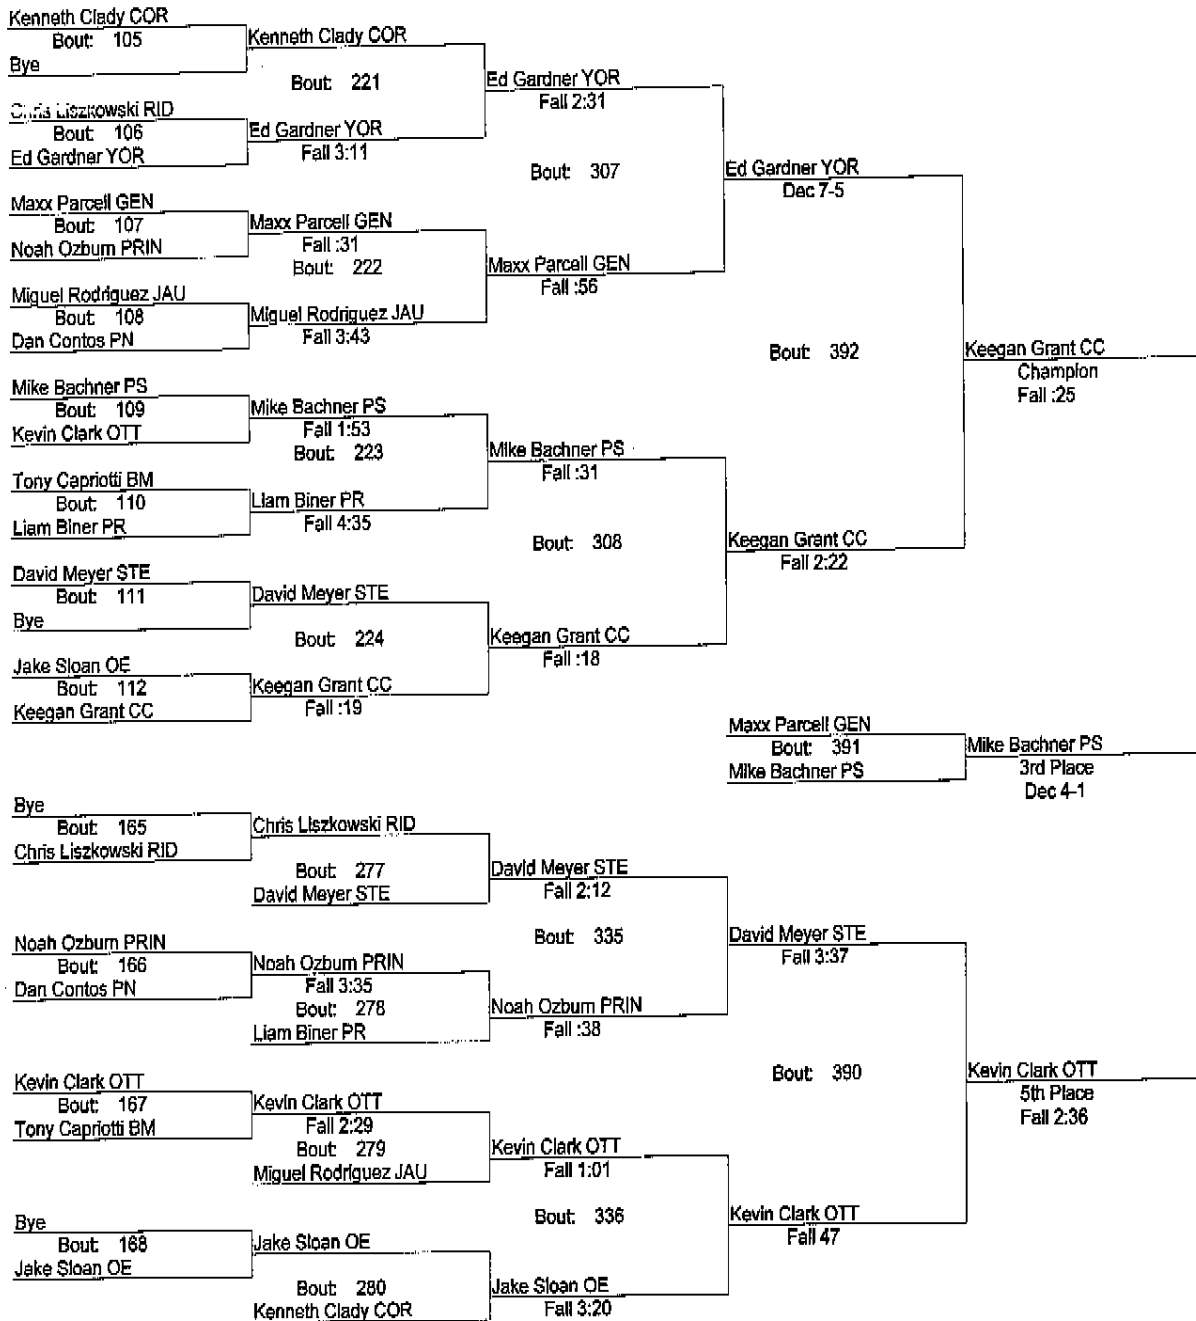 Kenneth Clady COR
Bout: 105
Bye
Kenneth Clady COR
Bout: 221
Chris Liszkowski RID
Bout: 106
Ed Gardner YOR
Ed Gardner YOR
Fall 3:11
Ed Gardner YOR
Fall 2:31
Bout: 307
Maxx Parcell GEN
Bout: 107
Noah Ozburn PRIN
Maxx Parcell GEN
Fall :31
Bout: 222
Miguel Rodriguez JAU
Bout: 108
Dan Contos PN
Miguel Rodriguez JAU
Fall 3:43
Maxx Parcell GEN
Fall :56
Ed Gardner YOR
Dec 7-5
Bout: 392
Mike Bachner PS
Bout: 109
Kevin Clark OTT
Mike Bachner PS
Fall 1:53
Bout: 223
Tony Capriotti BM
Bout: 110
Liam Biner PR
Liam Biner PR
Fall 4:35
Mike Bachner PS
Fall :31
Bout: 308
David Meyer STE
Bout: 111
Bye
David Meyer STE
Bout: 224
Jake Sloan OE
Bout: 112
Keegan Grant CC
Keegan Grant CC
Fall :19
Keegan Grant CC
Fall :18
Keegan Grant CC
Fall 2:22
Keegan Grant CC
Champion
Fall :25
Maxx Parcell GEN
Bout: 391
Mike Bachner PS
Mike Bachner PS
3rd Place
Dec 4-1
Bye
Bout: 165
Chris Liszkowski RID
Chris Liszkowski RID
Bout: 277
David Meyer STE
David Meyer STE
Fall 2:12
Bout: 335
Noah Ozburn PRIN
Bout: 166
Dan Contos PN
Noah Ozburn PRIN
Fall 3:35
Bout: 278
Liam Biner PR
Noah Ozburn PRIN
Fall :38
David Meyer STE
Fall 3:37
Bout: 390
Kevin Clark OTT
Bout: 167
Tony Capriotti BM
Kevin Clark OTT
Fall 2:29
Bout: 279
Miguel Rodriguez JAU
Kevin Clark OTT
Fall 1:01
Bout: 336
Bye
Bout: 168
Jake Sloan OE
Jake Sloan OE
Bout: 280
Kenneth Clady COR
Jake Sloan OE
Fall 3:20
Kevin Clark OTT
Fall 47
Kevin Clark OTT
5th Place
Fall 2:36